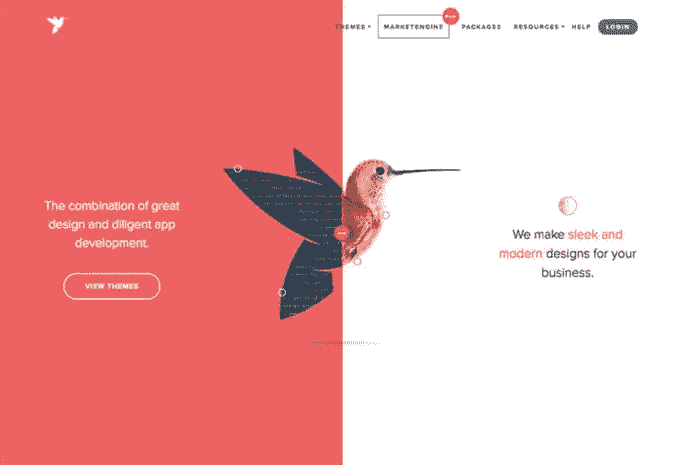 THEMES
MARKETENGINE
PACKAGES
RESOURCES
HELP
LOGIN
The combination of great
design and diligent app
development.
VIEW THEMES
We make sleek and
modern designs for your
business.